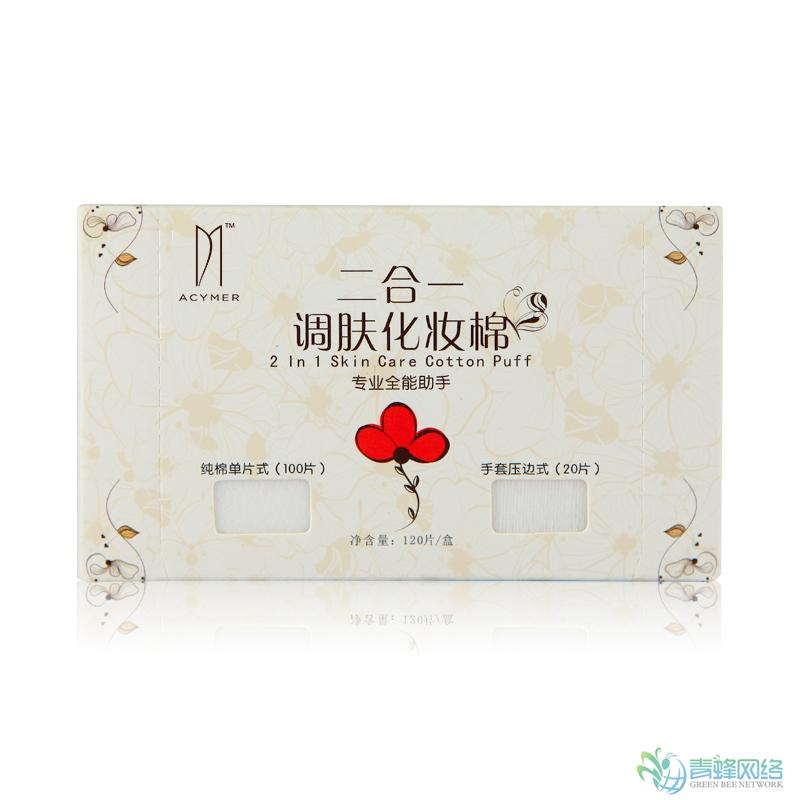 TM
ACYMER
二合一
调肤化妆棉
2 In 1 Skin Care Cotton Puff
专业全能助手
纯棉单片式（100片）
手套压边式（20片）
净含量：120片/盒
青蜂网络
GREEN BEE NETWORK